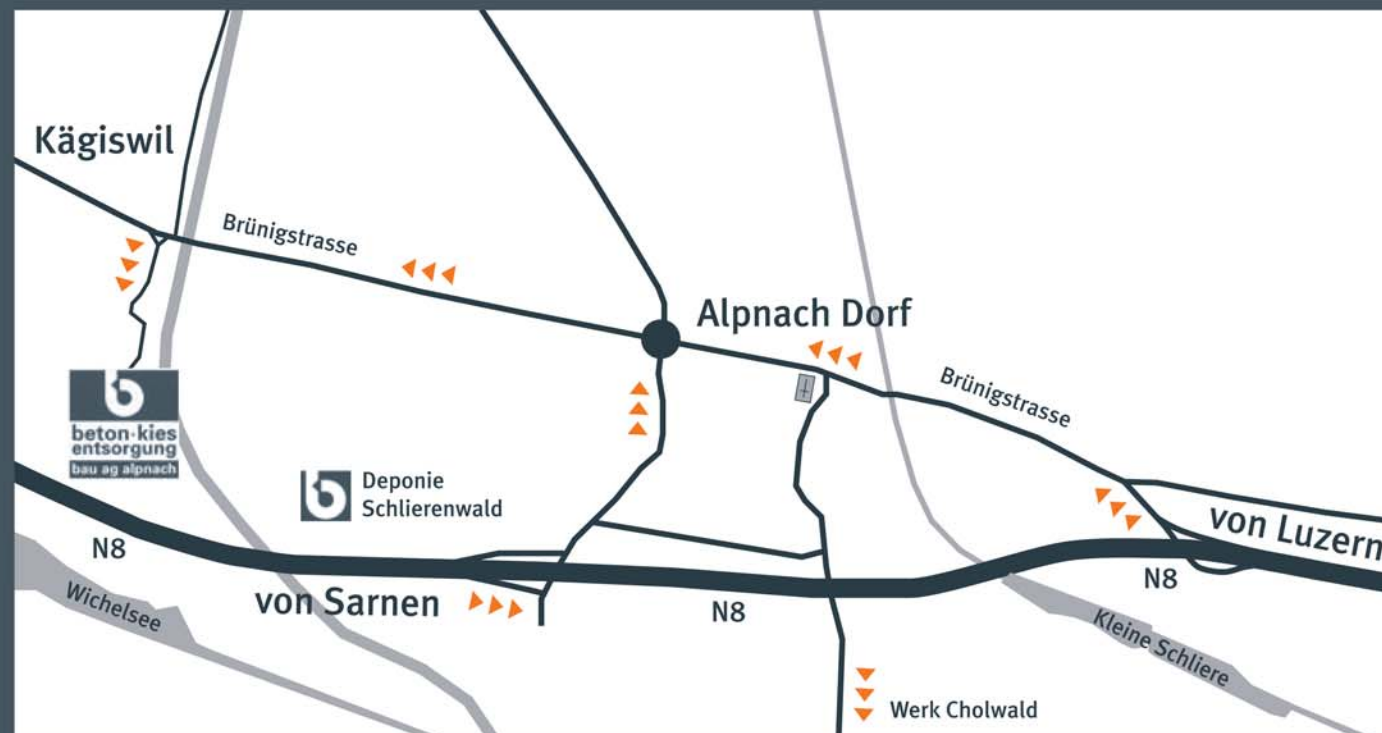 Kägiswil
Brünigstrasse
Alpnach Dorf
Brünigstrasse
b
beton·kies
entsorgung
bau ag alpnach
b
Deponie
Schlierenwald
von Luzern
N8
Wichelsee
von Sarnen
N8
N8
Kleine Schliere
Werk Cholwald